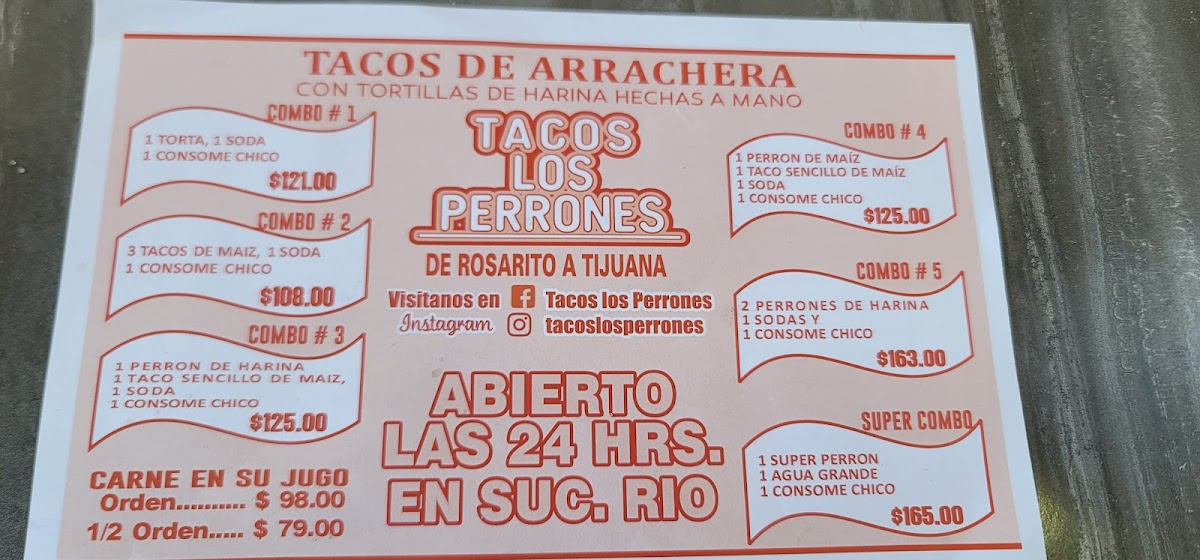 TACOS DE ARRACHERA
CON TORTILLAS DE HARINA HECHAS A MANO
COMBO # 1
1 TORTA, 1 SODA
1 CONSOME CHICO
$121.00
COMBO # 2
3 TACOS DE MAIZ, 1 SODA
1 CONSOME CHICO
$108.00
COMBO # 3
1 PERRON DE HARINA
1 TACO SENCILLO DE MAIZ,
1 SODA
1 CONSOME CHICO
$125.00
CARNE EN SU JUGO
Orden.......... $ 98.00
1/2 Orden..... $ 79.00
TACOS
LOS
PERRONES
DE ROSARITO A TIJUANA
Visitanos en f Tacos los Perrones
Instagram tacoslosperrones
ABIERTO
LAS 24 HRS.
EN SUC. RIO
COMBO # 4
1 PERRON DE MAÍZ
1 TACO SENCILLO DE MAÍZ
1 SODA
1 CONSOME CHICO
$125.00
COMBO # 5
2 PERRONES DE HARINA
1 SODAS Y
1 CONSOME CHICO
$163.00
SUPER COMBO
1 SUPER PERRON
1 AGUA GRANDE
1 CONSOME CHICO
$165.00